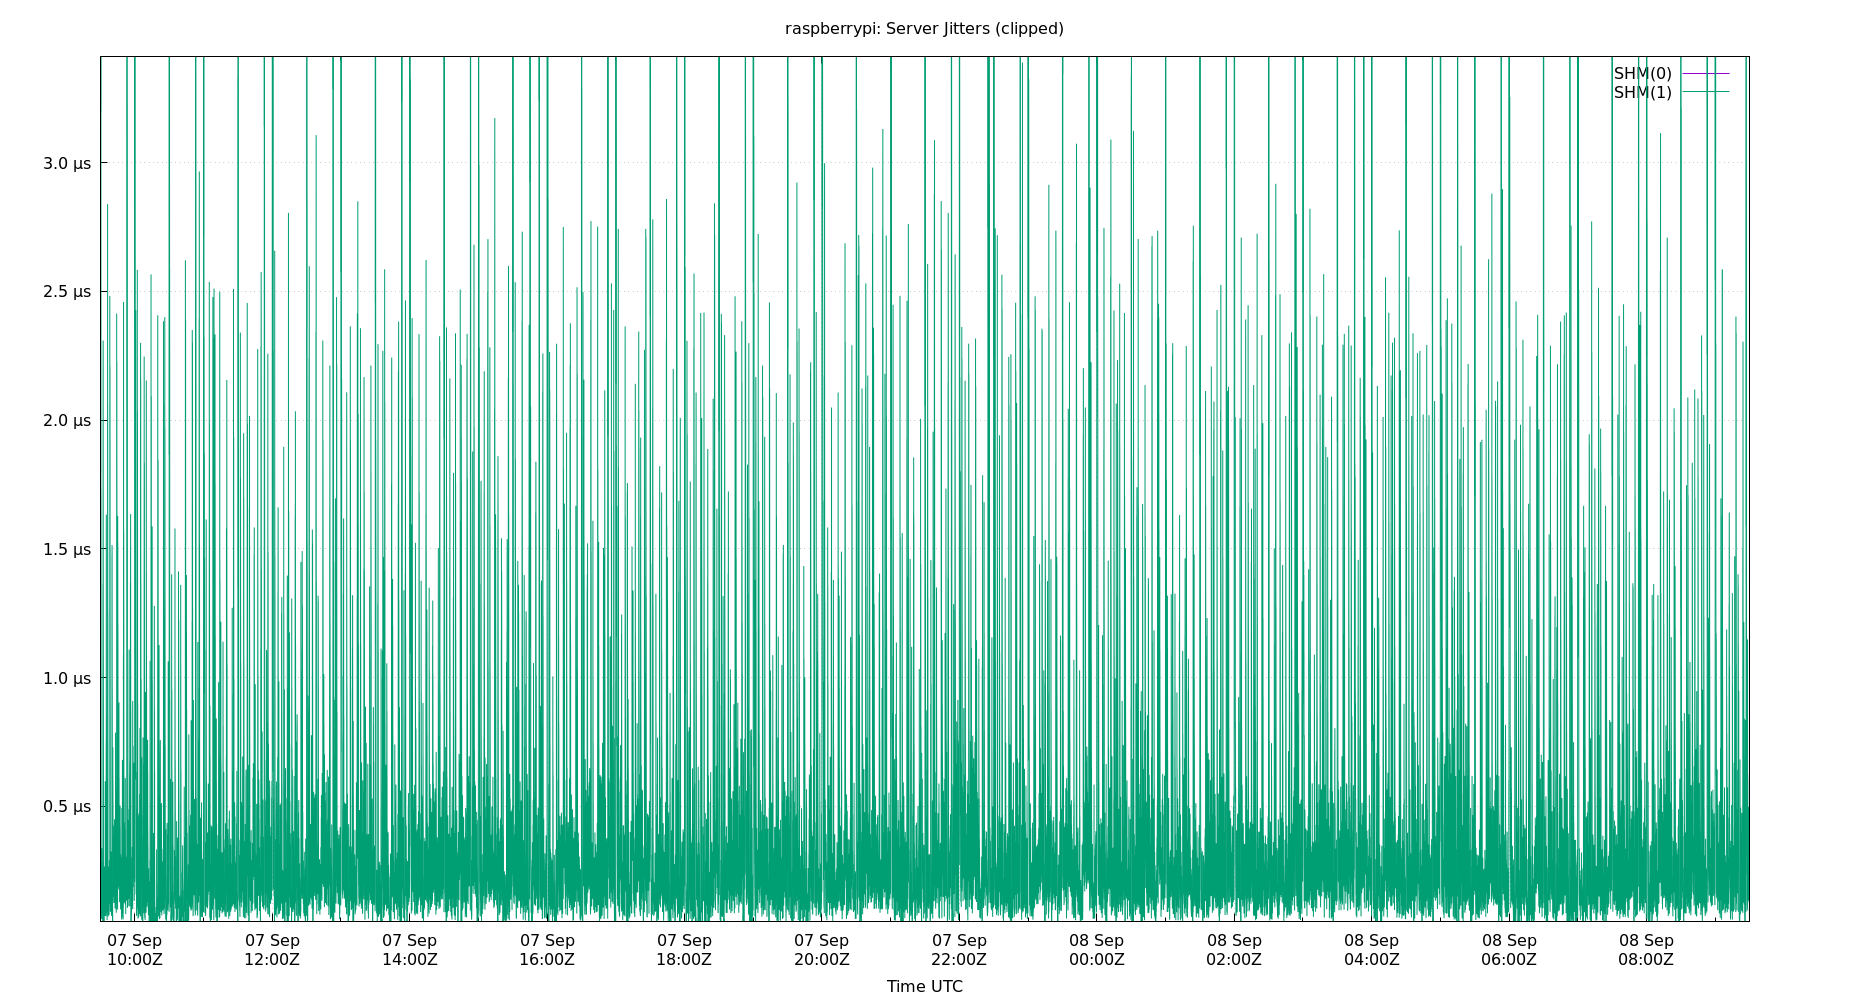 raspberrypi: Server Jitters (clipped)
SHM(0)
SHM(1)
3.0 µs
2.5 µs
2.0 µs
1.5 µs
1.0 µs
0.5 µs
07 Sep 07 Sep 07 Sep 07 Sep 07 Sep 07 Sep 07 Sep 08 Sep 08 Sep 08 Sep 08 Sep 08 Sep
10:00Z 12:00Z 14:00Z 16:00Z 18:00Z 20:00Z 22:00Z 00:00Z 02:00Z 04:00Z 06:00Z 08:00Z
Time UTC